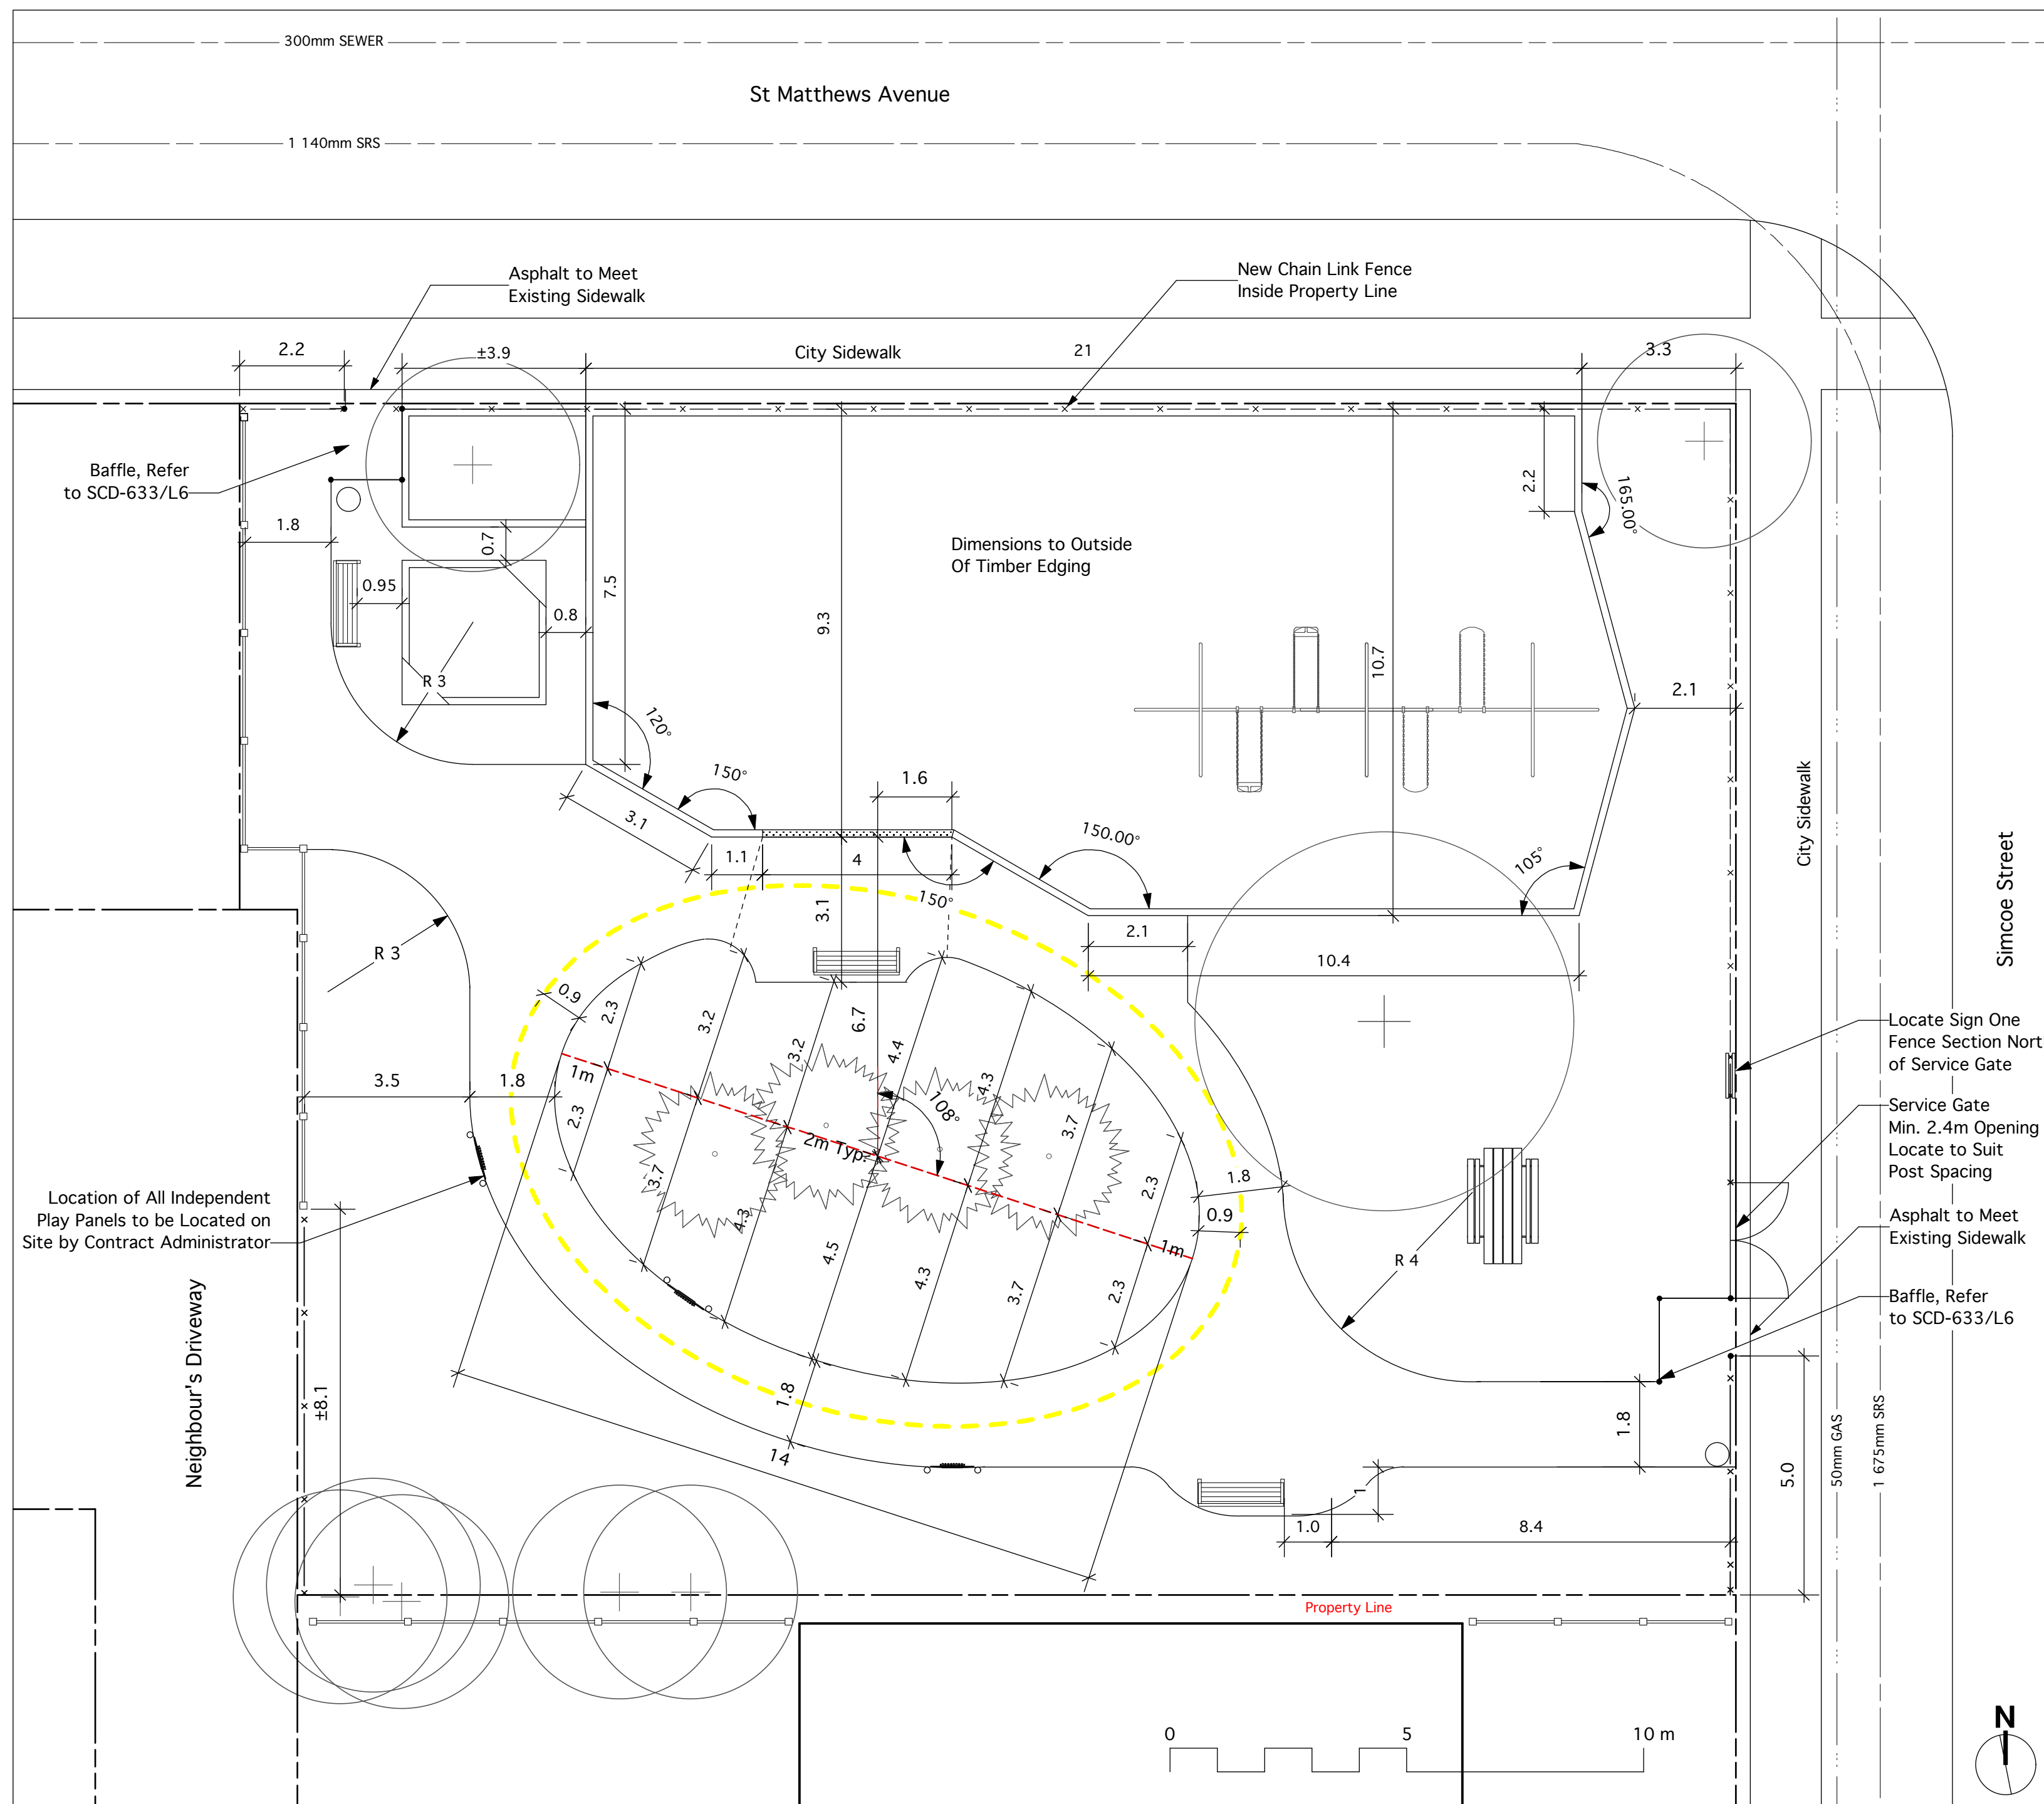 300mm SEWER
St Matthews Avenue
1 140mm SRS
Asphalt to Meet
Existing Sidewalk
New Chain Link Fence
Inside Property Line
2.2
±3.9
City Sidewalk
21
3.3
Baffle, Refer
to SCD-633/L6
1.8
0.7
0.95
0.8
R 3
7.5
9.3
Dimensions to Outside
Of Timber Edging
10.7
2.2
165.00°
2.1
120°
150°
3.1
1.6
1.1
4
150°
150.00°
105°
3.1
2.1
10.4
City Sidewalk
Simcoe Street
R 3
0.9
2.3
3.2
3.2
6.7
4.4
4.3
3.7
2.3
1m
2m Typ.
108°
1m
3.5
1.8
2.3
3.7
4.3
4.5
4.3
3.7
2.3
1.8
0.9
R 4
1.8
14
Location of All Independent
Play Panels to be Located on
Site by Contract Administrator
Neighbour's Driveway
±8.1
Locate Sign One
Fence Section Nort
of Service Gate
Service Gate
Min. 2.4m Opening
Locate to Suit
Post Spacing
Asphalt to Meet
Existing Sidewalk
Baffle, Refer
to SCD-633/L6
1.8
5.0
50mm GAS
1 675mm SRS
1
1.0
8.4
Property Line
0
5
10 m
N